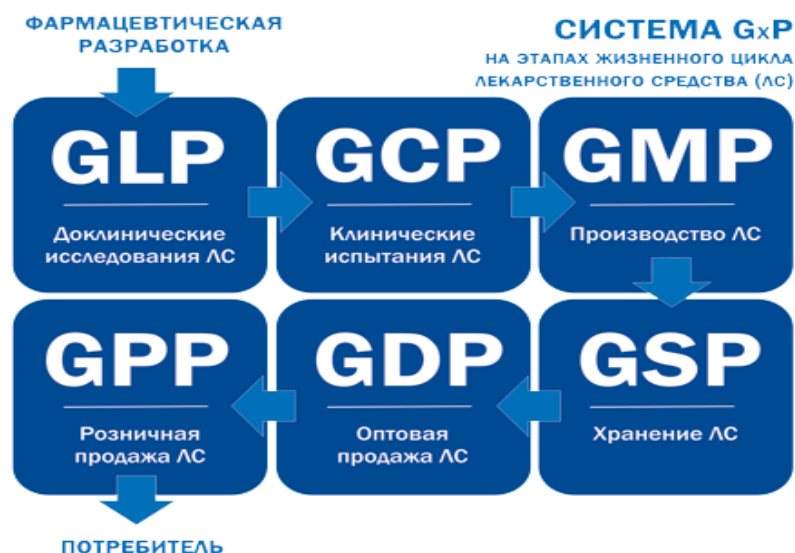 ФАРМАЦЕВТИЧЕСКАЯ
РАЗРАБОТКА
СИСТЕМА GxP
НА ЭТАПАХ ЖИЗНЕННОГО ЦИКЛА
ЛЕКАРСТВЕННОГО СРЕДСТВА (ЛС)
GLP
Доклинические
исследования ЛС
GCP
Клинические
испытания ЛС
GMP
Производство ЛС
GPP
Розничная
продажа ЛС
GDP
Оптовая
продажа ЛС
GSP
Хранение ЛС
ПОТРЕБИТЕЛЬ